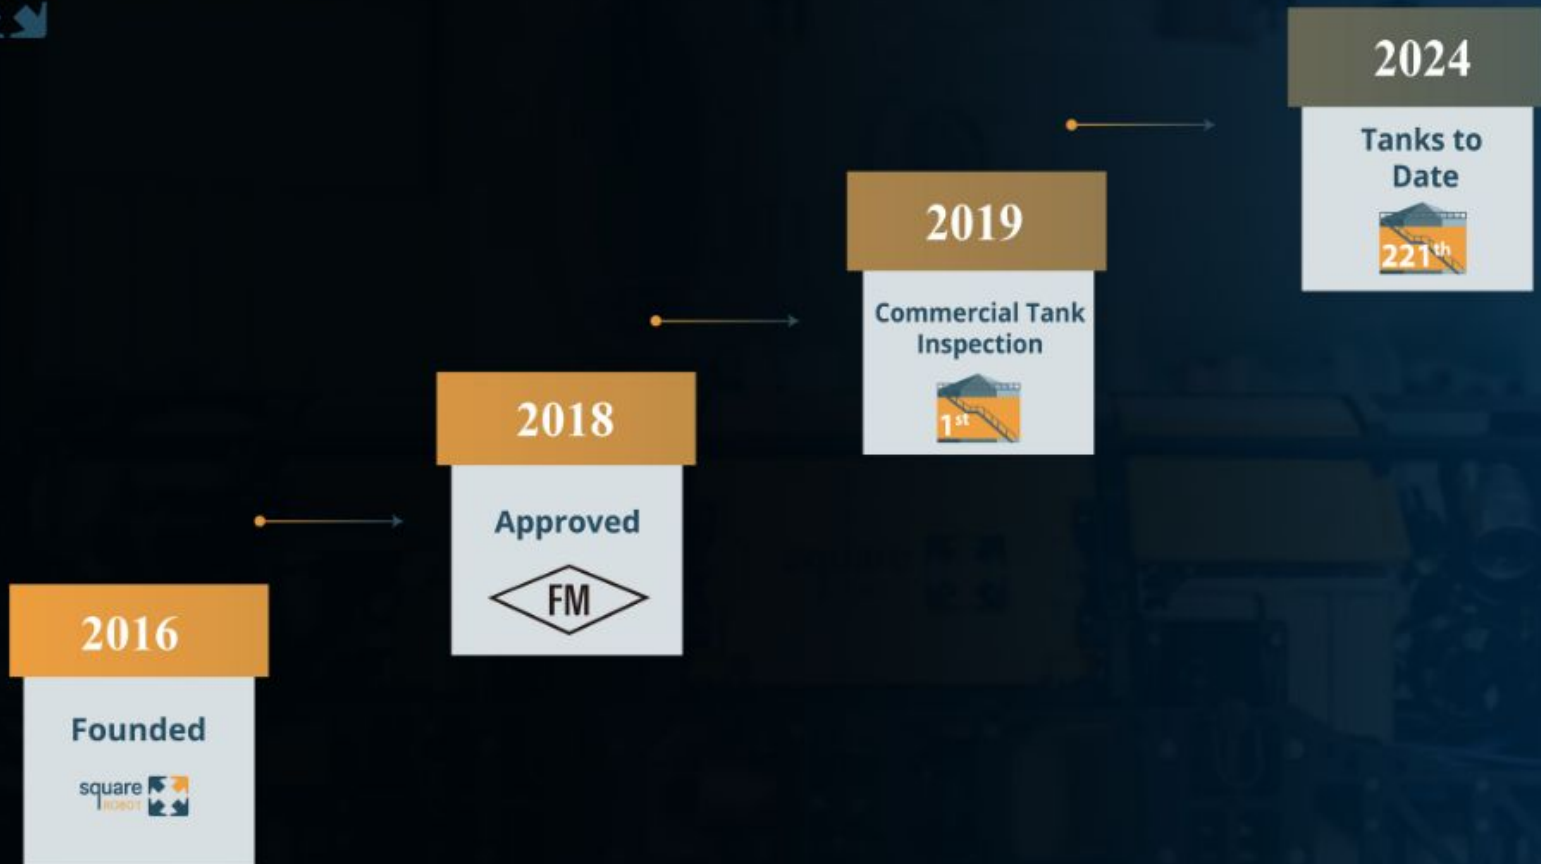 2024
Tanks to
Date
221th
2019
Commercial Tank
Inspection
1st
2018
Approved
FM
2016
Founded
square
ROBOT